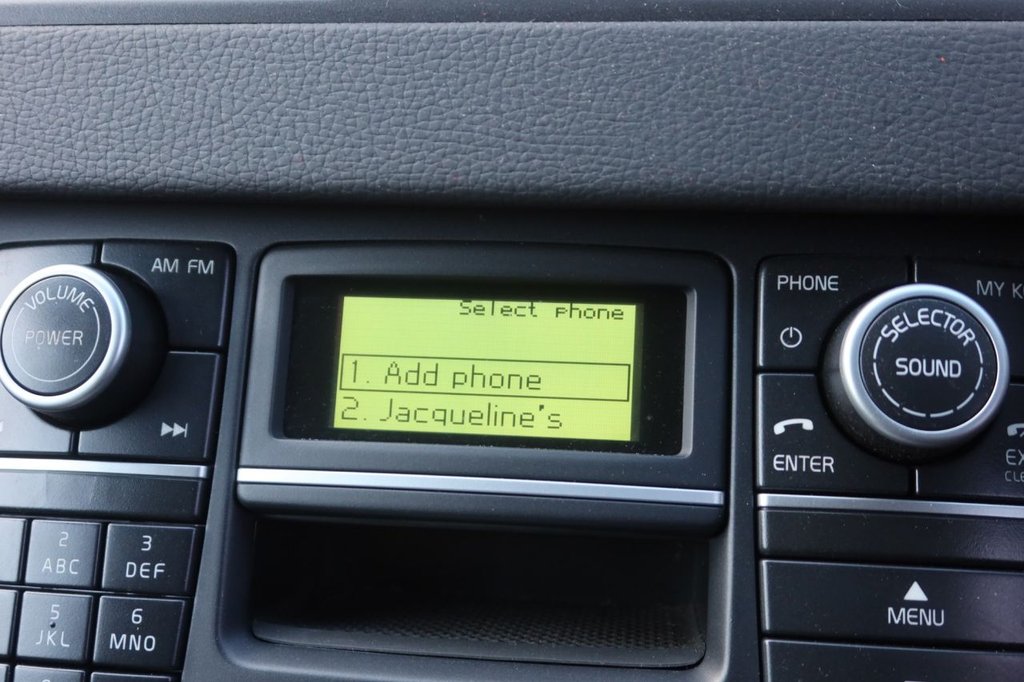 VOLUME
POWER
AM FM
Select phone
1. Add phone
2. Jacqueline's
PHONE
MY
SELECTOR
SOUND
ENTER
MENU
2
ABC
3
DEF
5
JKL
6
MNO